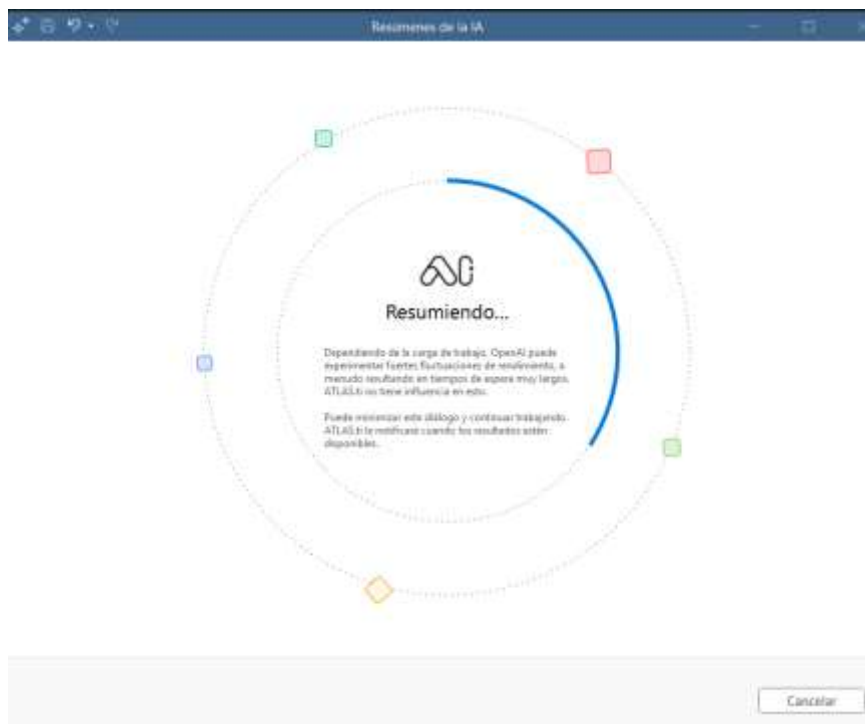 Resúmenes de la IA
Resumiendo...
Dependiendo de la carga de trabajo, OpenAI puede
experimentar fuertes fluctuaciones de rendimiento, a
menudo resultando en tiempos de espera muy largos.
ATLAS.ti no tiene influencia en esto.
Puede minimizar este diálogo y continuar trabajando.
ATLAS.ti le notificará cuando los resultados estén
disponibles.
Cancelar